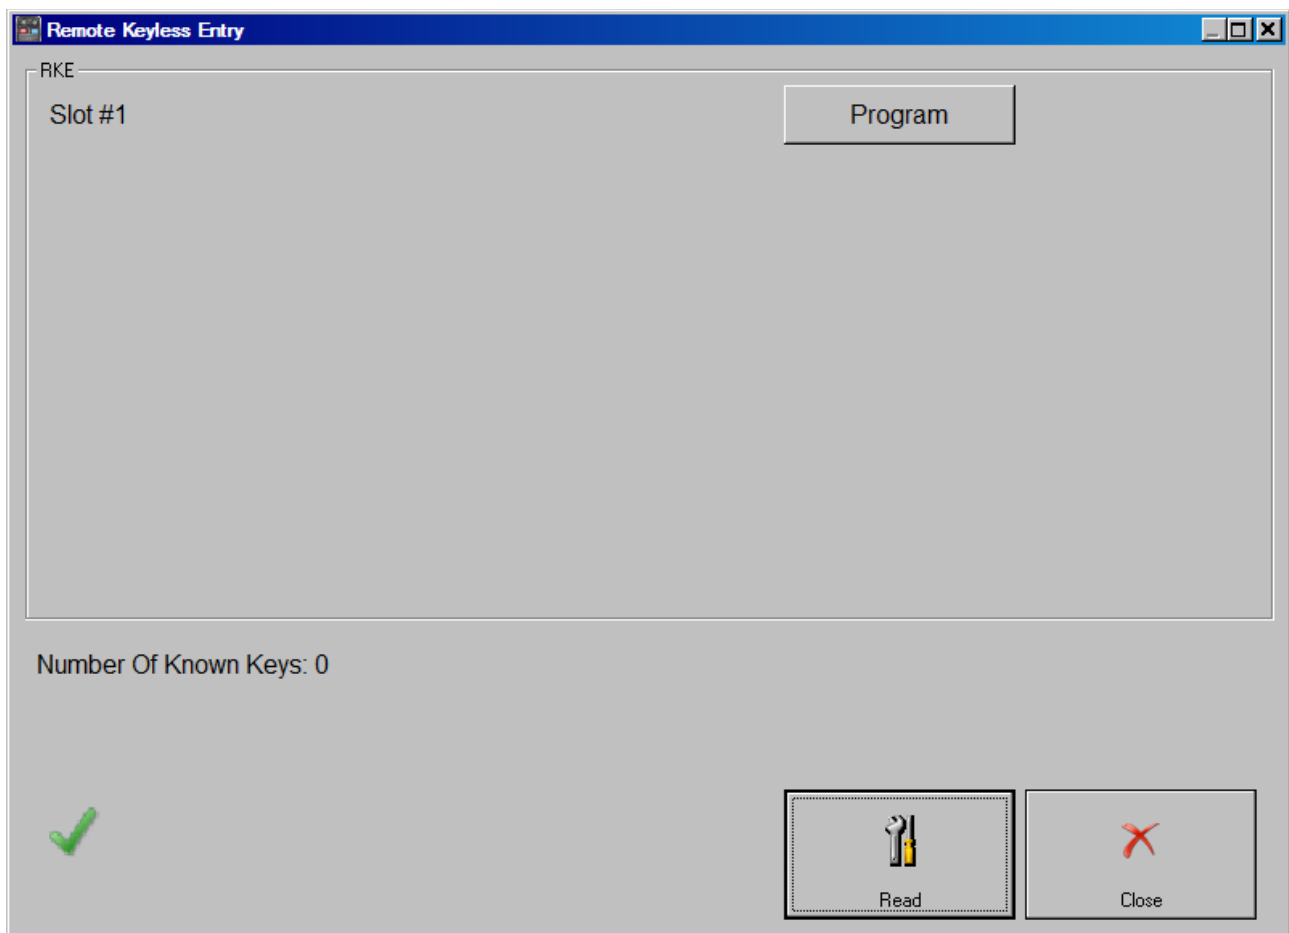 Remote Keyless Entry
RKE
Slot #1
Program
Number Of Known Keys: 0
Read
Close